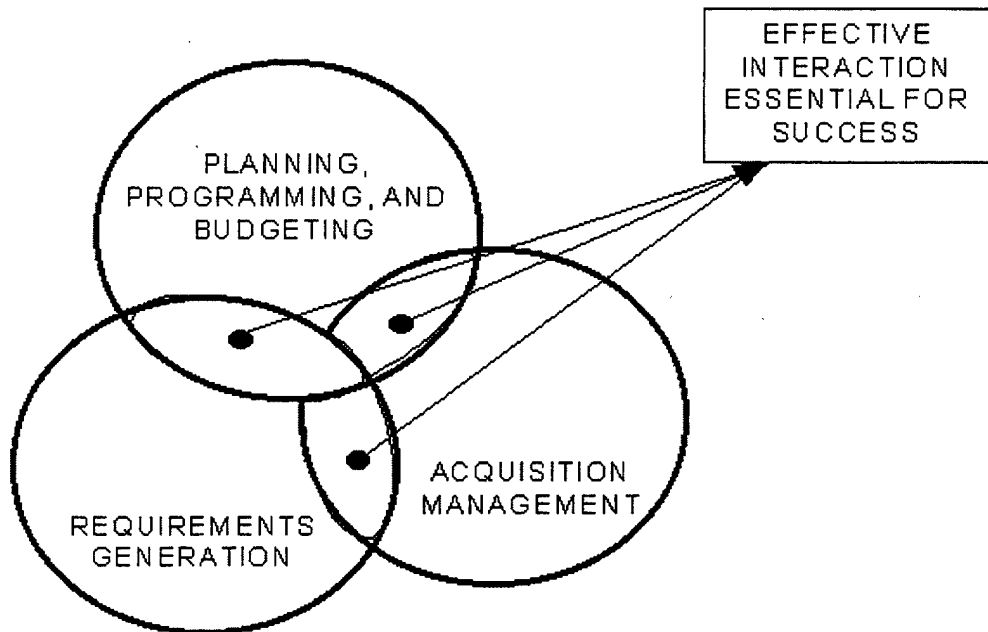 EFFECTIVE
INTERACTION
ESSENTIAL FOR
SUCCESS
PLANNING,
PROGRAMMING, AND
BUDGETING
ACQUISITION
MANAGEMENT
REQUIREMENTS
GENERATION